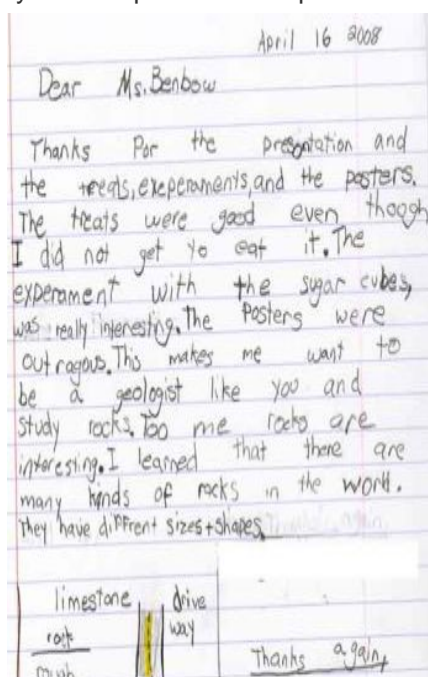 April 16 2008
Dear Ms. Benbow
Thanks For the presentation and
the treats, exeperaments, and the posters.
The treats were good even though
I did not get to eat it. The
experament with the sugar cubes,
was really interesting. The Posters were
outragous. This makes me want to
be a geologist like you and
study rocks. Too me rocks are
interesting. I learned that there are
many kinds of rocks in the world.
They have diffrent sizes + shapes.
limestone drive
rock way
Thanks again,